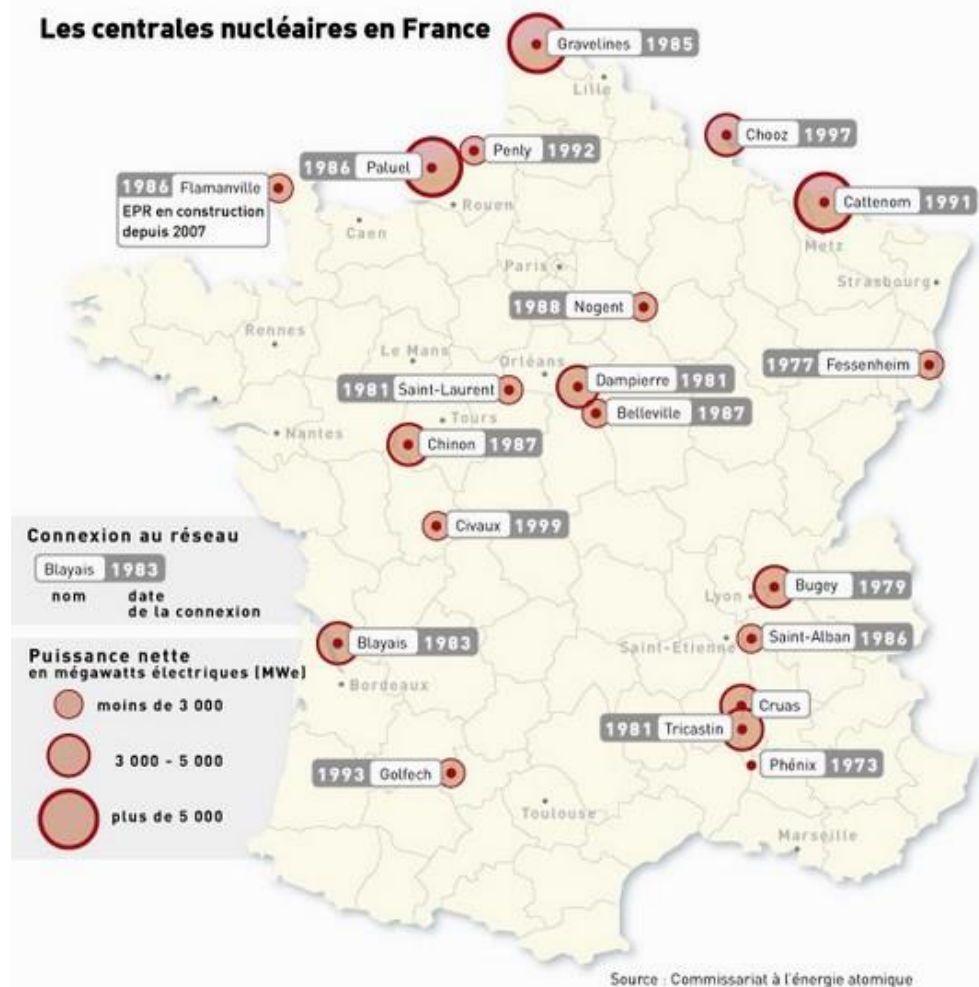 Les centrales nucléaires en France
Gravelines 1985
Lille
Chooz 1997
Penly 1992
1986 Paluel
1986 Flamanville
EPR en construction
depuis 2007
Rouen
Cattenom 1991
Caen
Metz
Paris
Strasbourg
1988 Nogent
Rennes
Le Mans
Orléans
1977 Fessenheim
Dampierre 1981
1981 Saint-Laurent
Belleville 1987
Tours
Nantes
Chinon 1987
Civaux 1999
Connexion au réseau
Blayais 1983
nom date
de la connexion
Bugey 1979
Lyon
Saint-Alban 1986
Saint-Etienne
Blayais 1983
Puissance nette
en mégawatts électriques (MWe)
Bordeaux
moins de 3 000
Cruas
1981 Tricastin
3 000 - 5 000
Phénix 1973
1993 Golfech
plus de 5 000
Toulouse
Marseille
Source : Commissariat à l'énergie atomique